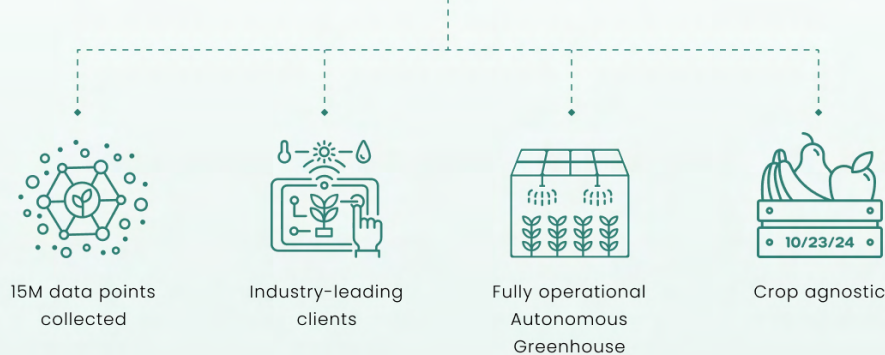 10/23/24
15M data points
collected
Industry-leading
clients
Fully operational
Autonomous
Greenhouse
Crop agnostic